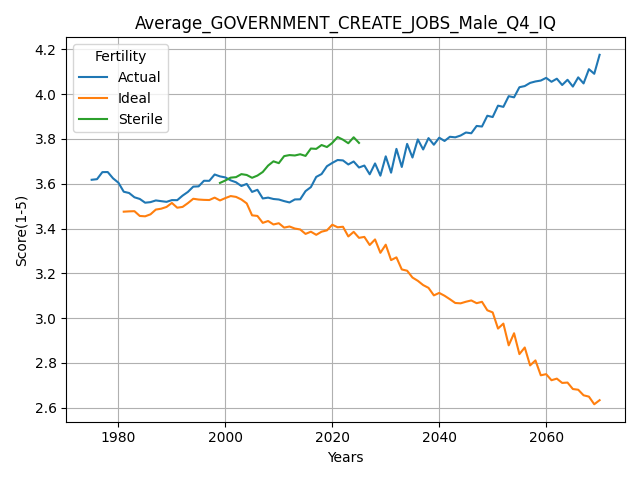 Average_GOVERNMENT_CREATE_JOBS_Male_Q4_IQ
Fertility
Actual
Ideal
Sterile
Score(1-5)
4.2
4.0
3.8
3.6
3.4
3.2
3.0
2.8
2.6
1980 2000 2020 2040 2060
Years